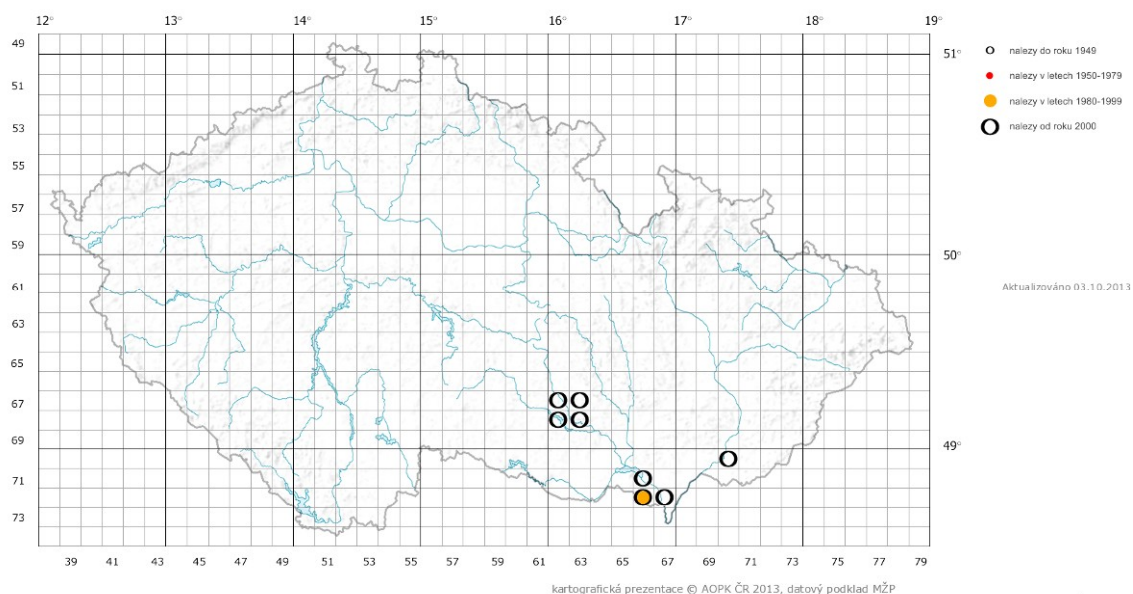 12° 13° 14° 15° 16° 17° 18° 19°
49 51°
nalezy do roku 1949
51
nalezy v letech 1950-1979
nalezy v letech 1980-1999
53
nalezy od roku 2000
55
57
59 50°
61
Aktualizováno 03.10.2013
63
65
67
69 49°
71
73
39 41 43 45 47 49 51 53 55 57 59 61 63 65 67 69 71 73 75 77 79
kartografická prezentace © AOPK ČR 2013, datový podklad MŽP